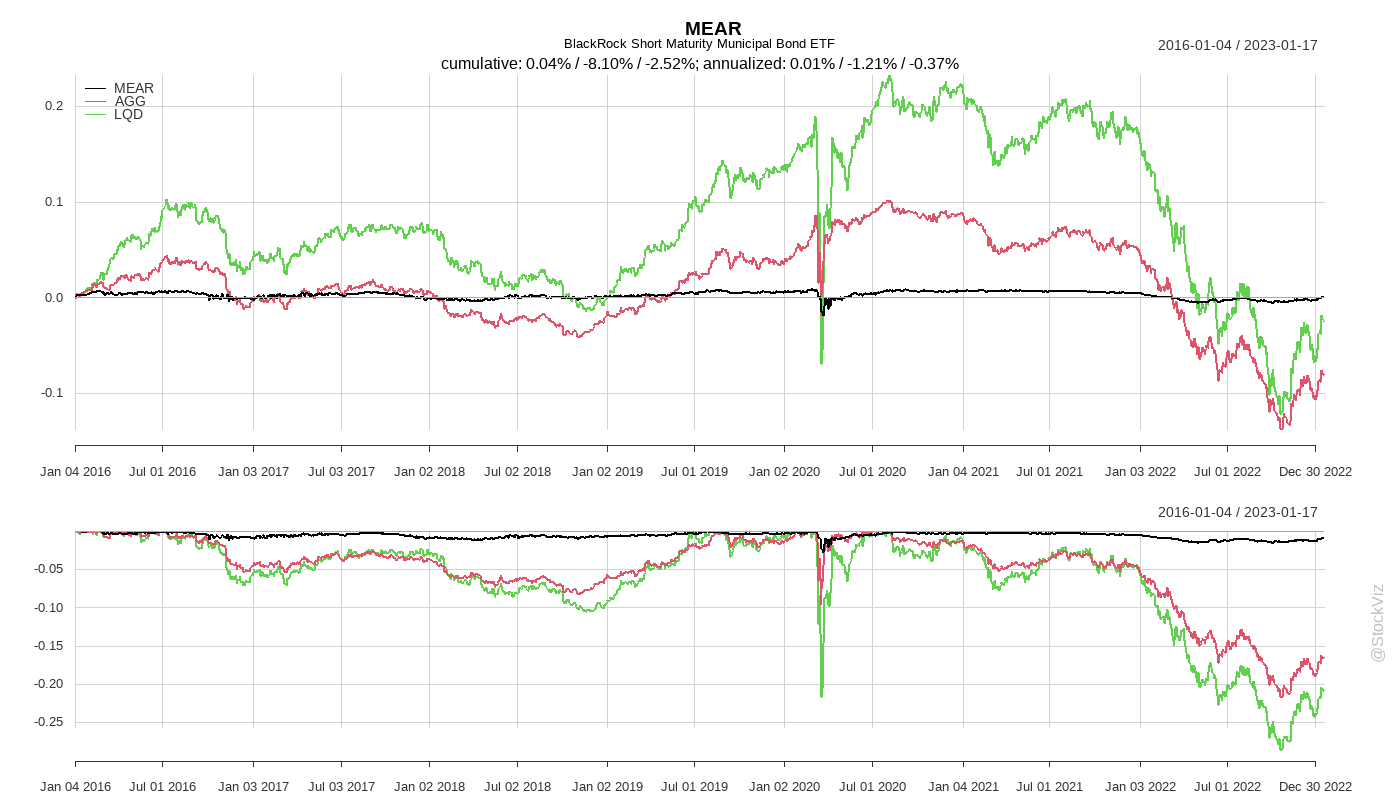 MEAR
BlackRock Short Maturity Municipal Bond ETF
2016-01-04 / 2023-01-17
cumulative: 0.04% / -8.10% / -2.52%; annualized: 0.01% / -1.21% / -0.37%
MEAR
AGG
LQD
0.2
0.1
0.0
-0.1
Jan 04 2016 Jul 01 2016 Jan 03 2017 Jul 03 2017 Jan 02 2018 Jul 02 2018 Jan 02 2019 Jul 01 2019 Jan 02 2020 Jul 01 2020 Jan 04 2021 Jul 01 2021 Jan 03 2022 Jul 01 2022 Dec 30 2022
2016-01-04 / 2023-01-17
-0.05
-0.10
-0.15
-0.20
-0.25
Jan 04 2016 Jul 01 2016 Jan 03 2017 Jul 03 2017 Jan 02 2018 Jul 02 2018 Jan 02 2019 Jul 01 2019 Jan 02 2020 Jul 01 2020 Jan 04 2021 Jul 01 2021 Jan 03 2022 Jul 01 2022 Dec 30 2022
@StockViz